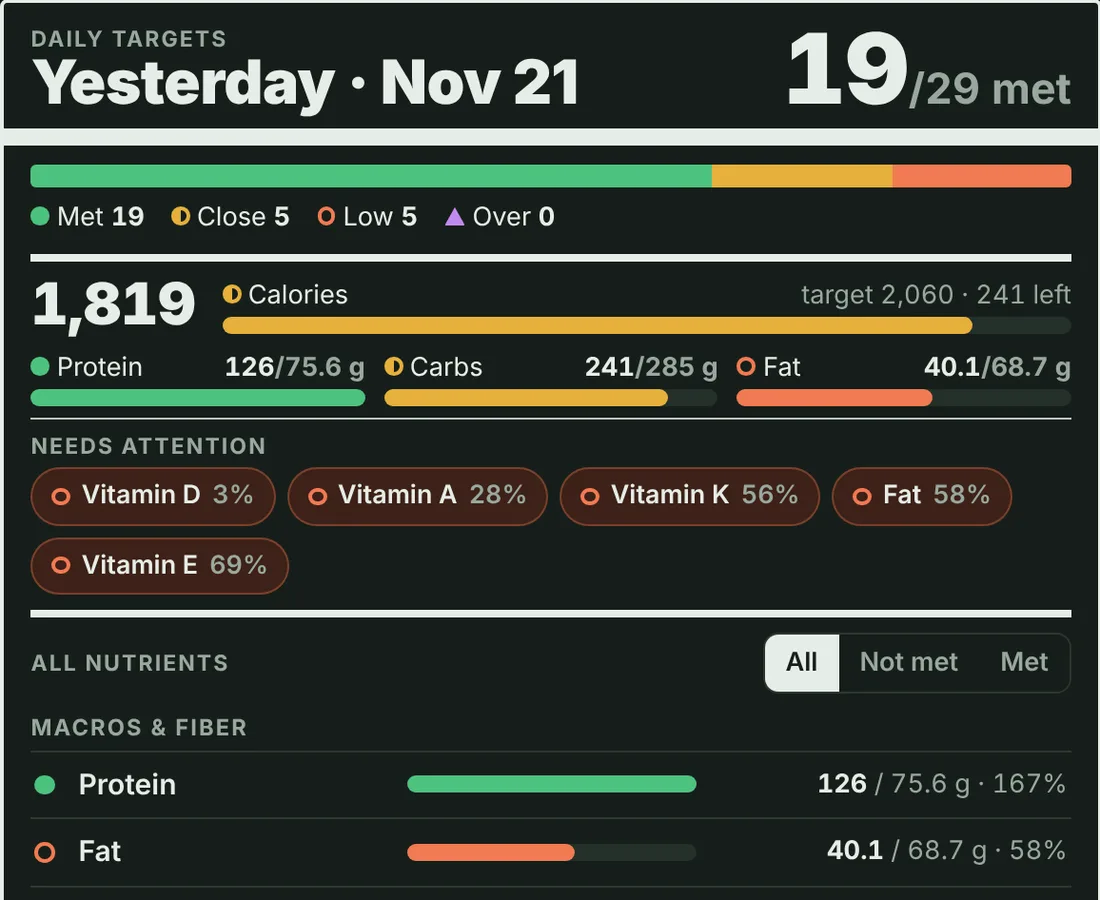 DAILY TARGETS
Yesterday · Nov 21
19/29 met
Met 19 Close 5 Low 5 Over 0
1,819
Calories target 2,060 · 241 left
Protein 126/75.6 g Carbs 241/285 g Fat 40.1/68.7 g
NEEDS ATTENTION
Vitamin D 3% Vitamin A 28% Vitamin K 56% Fat 58%
Vitamin E 69%
ALL NUTRIENTS All Not met Met
MACROS & FIBER
Protein 126 / 75.6 g · 167%
Fat 40.1 / 68.7 g · 58%